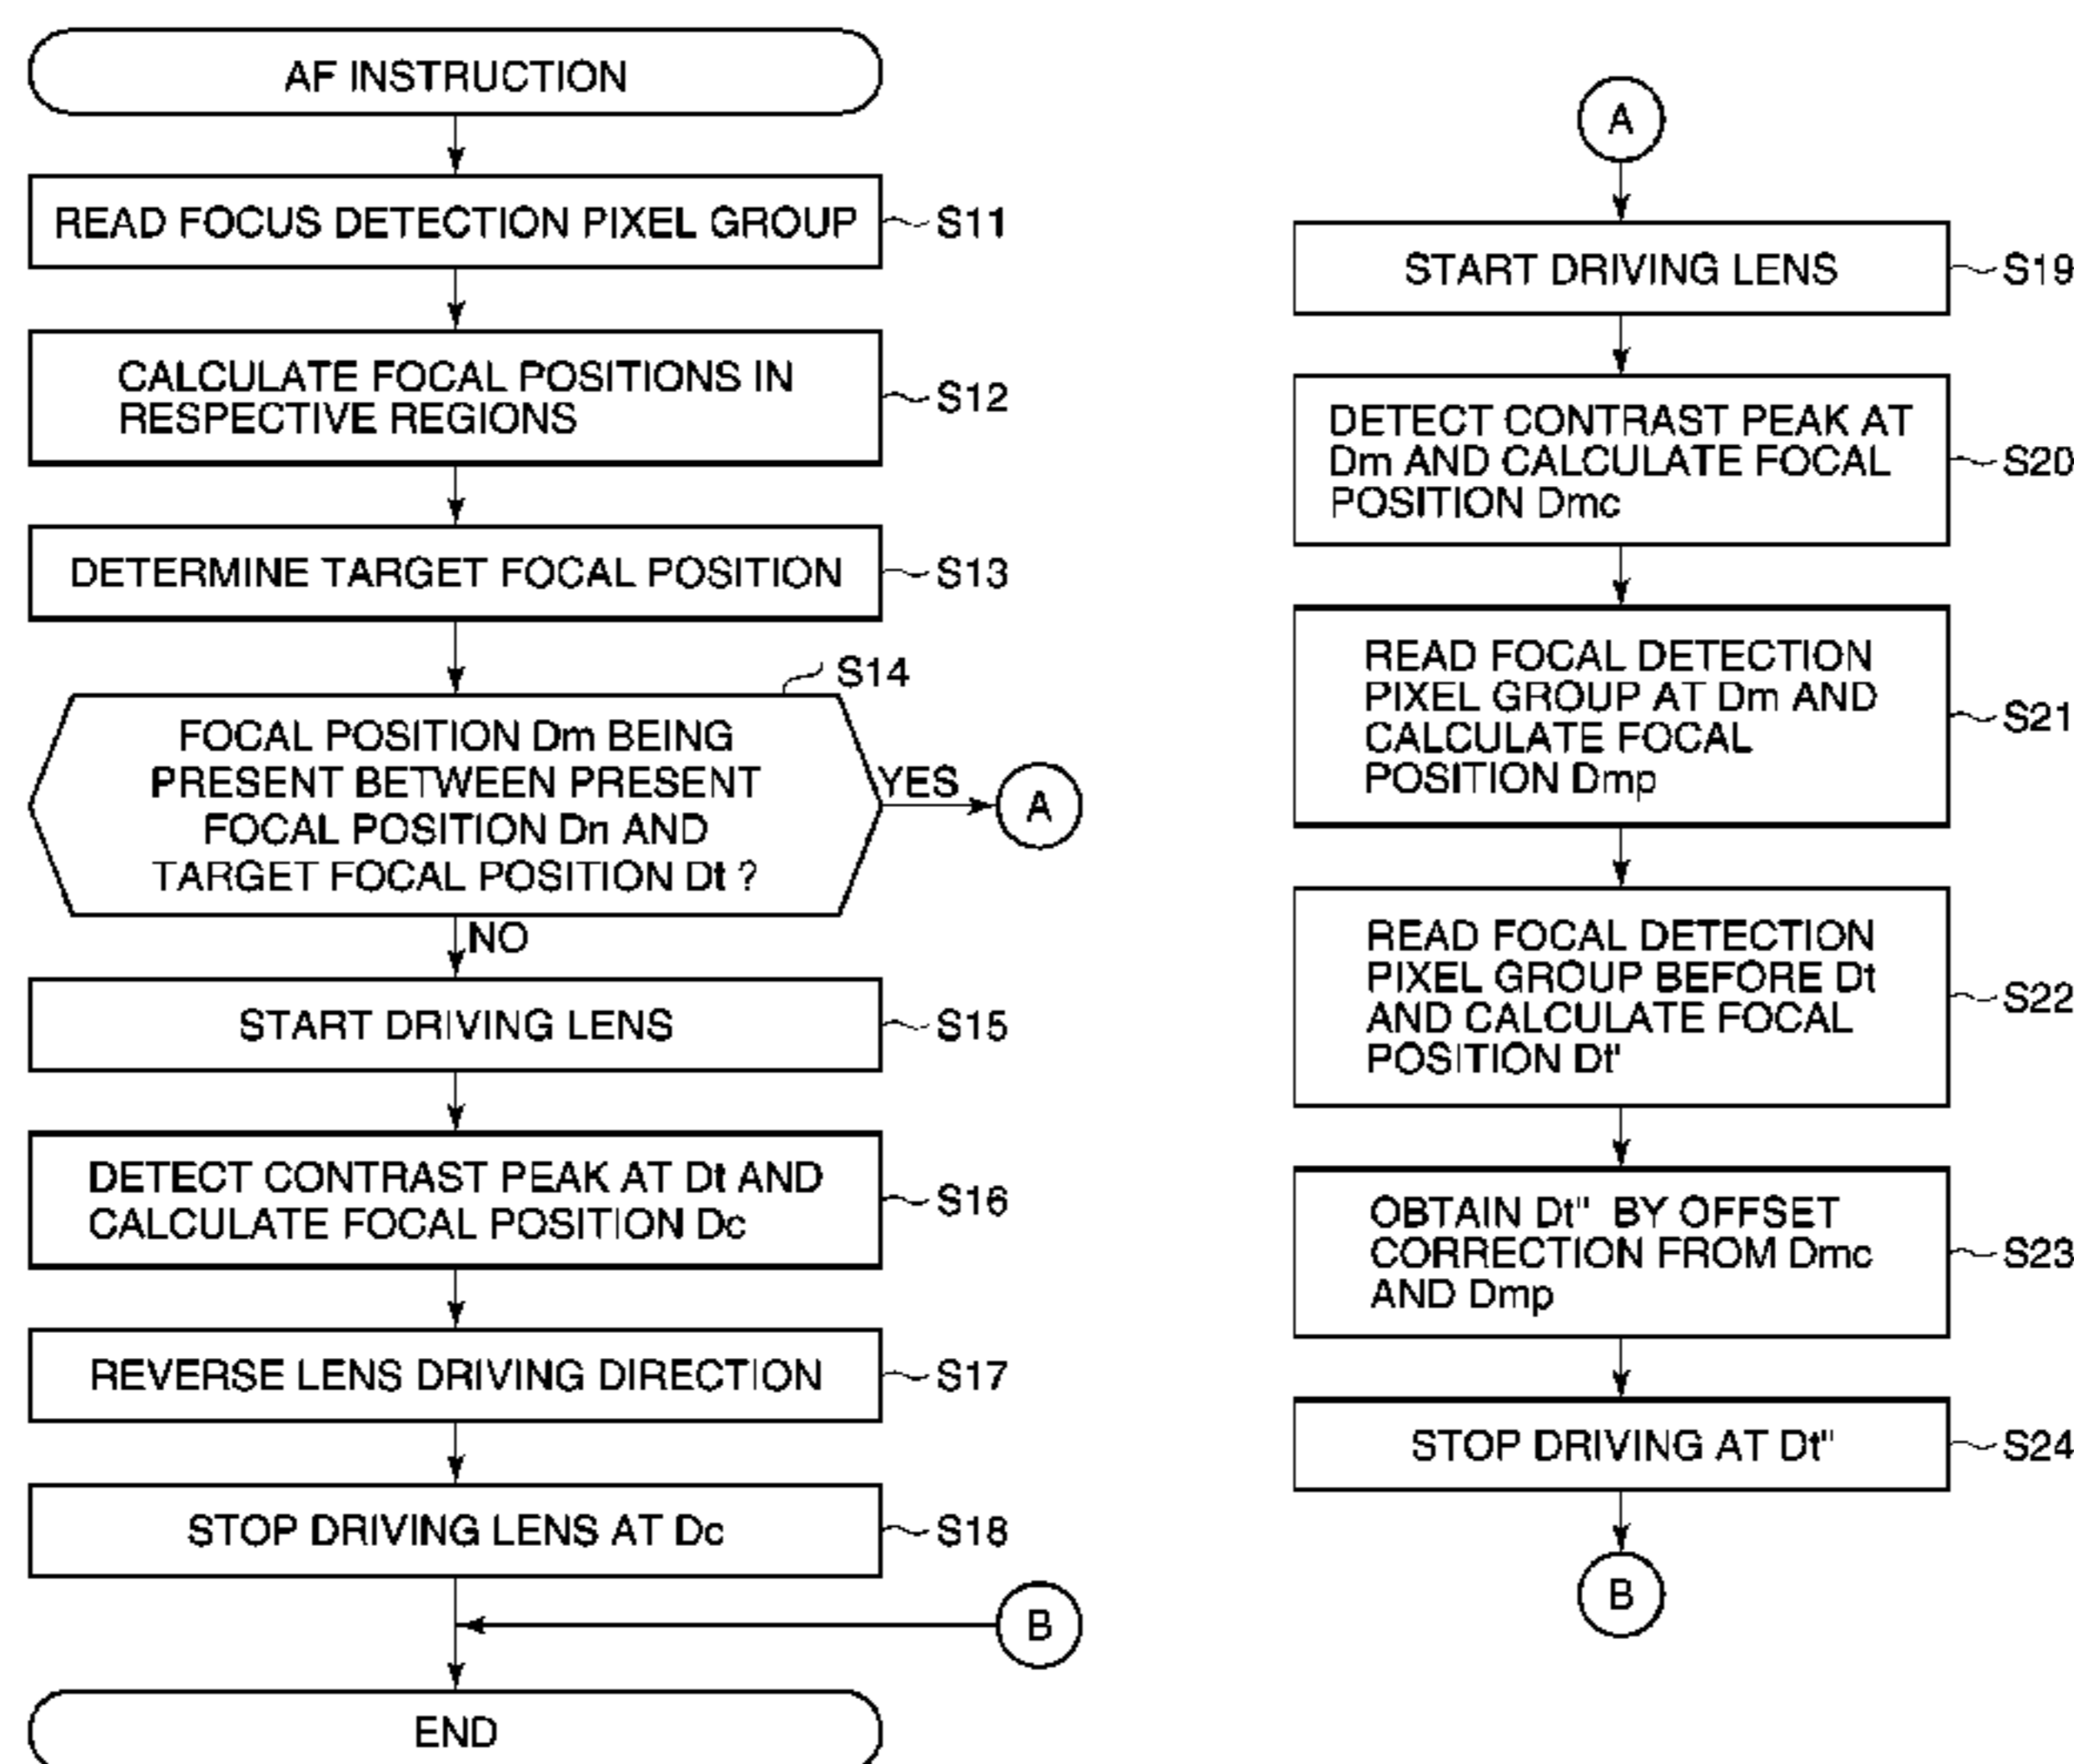 AF INSTRUCTION
READ FOCUS DETECTION PIXEL GROUP
S11
CALCULATE FOCAL POSITIONS IN
RESPECTIVE REGIONS
S12
DETERMINE TARGET FOCAL POSITION
S13
S14
FOCAL POSITION Dm BEING
PRESENT BETWEEN PRESENT
FOCAL POSITION Dn AND
TARGET FOCAL POSITION Dt ?
YES
A
NO
START DRIVING LENS
S15
DETECT CONTRAST PEAK AT Dt AND
CALCULATE FOCAL POSITION Dc
S16
REVERSE LENS DRIVING DIRECTION
S17
STOP DRIVING LENS AT Dc
S18
B
END
A
START DRIVING LENS
S19
DETECT CONTRAST PEAK AT
Dm AND CALCULATE FOCAL
POSITION Dmc
S20
READ FOCAL DETECTION
PIXEL GROUP AT Dm AND
CALCULATE FOCAL
POSITION Dmp
S21
READ FOCAL DETECTION
PIXEL GROUP BEFORE Dt
AND CALCULATE FOCAL
POSITION Dt'
S22
OBTAIN Dt" BY OFFSET
CORRECTION FROM Dmc
AND Dmp
S23
STOP DRIVING AT Dt"
S24
B